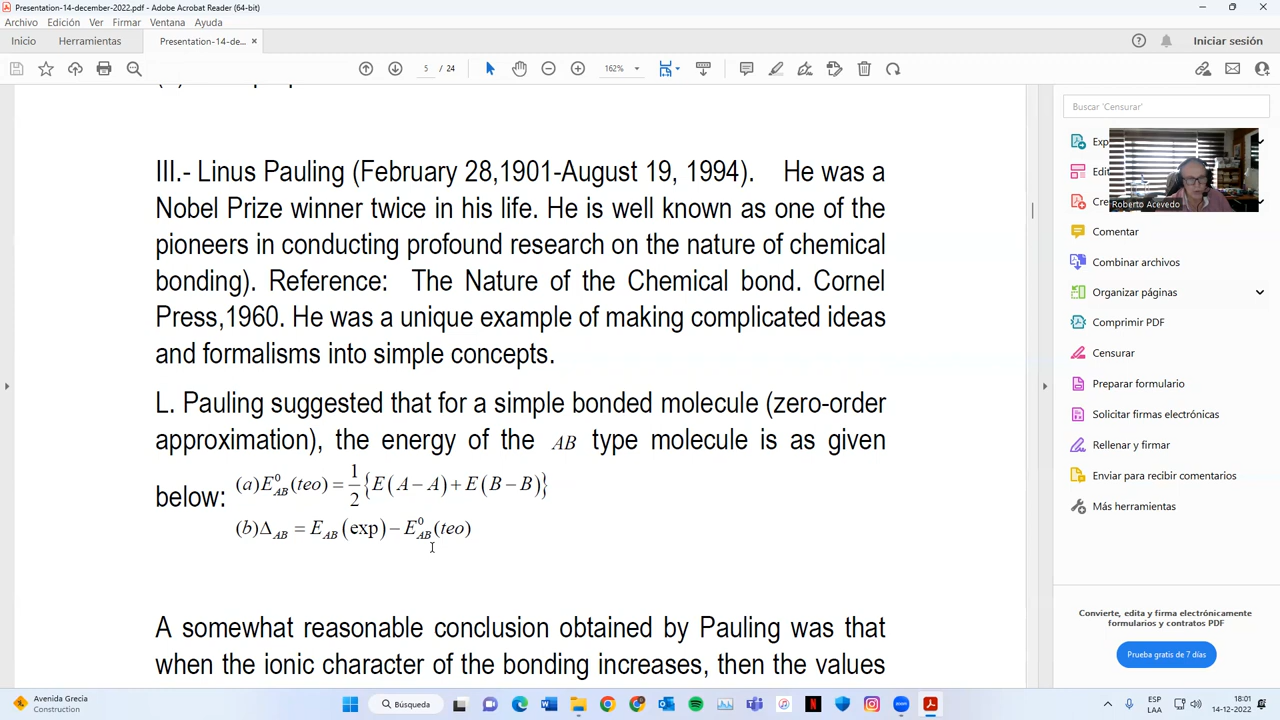 Presentation-14-december-2022.pdf - Adobe Acrobat Reader (64-bit)
Archivo Edición Ver Firmar Ventana Ayuda
Inicio Herramientas Presentation-14-de... × Iniciar sesión
5 / 24 162%
III.- Linus Pauling (February 28,1901-August 19, 1994). He was a
Nobel Prize winner twice in his life. He is well known as one of the
pioneers in conducting profound research on the nature of chemical
bonding). Reference: The Nature of the Chemical bond. Cornel
Press,1960. He was a unique example of making complicated ideas
and formalisms into simple concepts.
L. Pauling suggested that for a simple bonded molecule (zero-order
approximation), the energy of the AB type molecule is as given
below: (a) E⁰_AB (teo) = 1/2 {E(A−A)+E(B−B)}
(b) Δ_AB = E_AB (exp) − E⁰_AB (teo)
A somewhat reasonable conclusion obtained by Pauling was that
when the ionic character of the bonding increases, then the values
Buscar 'Censurar'
Exp
Edit
Cre
Roberto Acevedo
Comentar
Combinar archivos
Organizar páginas
Comprimir PDF
Censurar
Preparar formulario
Solicitar firmas electrónicas
Rellenar y firmar
Enviar para recibir comentarios
Más herramientas
Convierte, edita y firma electrónicamente
formularios y contratos PDF
Prueba gratis de 7 días
Avenida Grecia
Construction
Búsqueda
ESP
LAA
18:01
14-12-2022